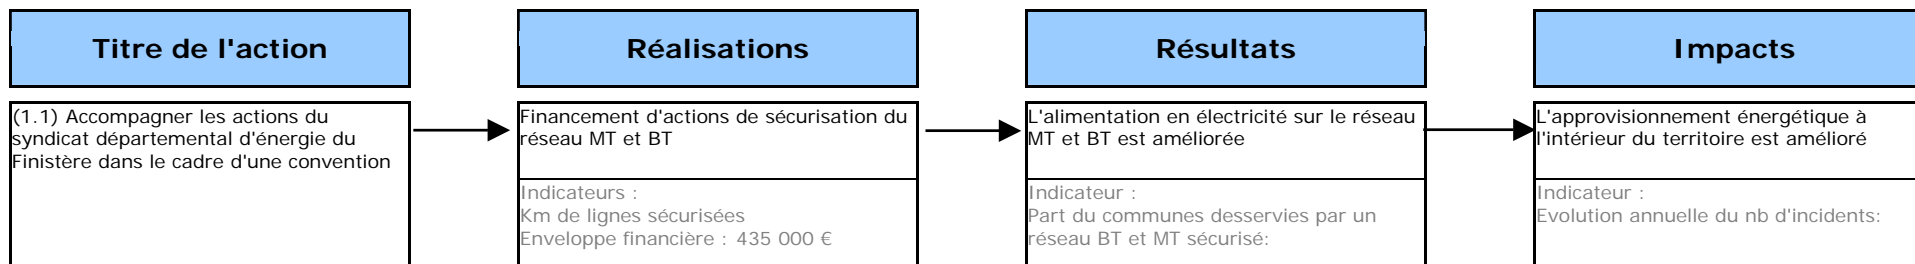 Titre de l'action
Réalisations
Résultats
Impacts
(1.1) Accompagner les actions du
syndicat départemental d'énergie du
Finistère dans le cadre d'une convention
Financement d'actions de sécurisation du
réseau MT et BT
Indicateurs :
Km de lignes sécurisées
Enveloppe financière : 435 000 €
L'alimentation en électricité sur le réseau
MT et BT est améliorée
Indicateur :
Part du communes desservies par un
réseau BT et MT sécurisé:
L'approvisionnement énergétique à
l'intérieur du territoire est amélioré
Indicateur :
Evolution annuelle du nb d'incidents: